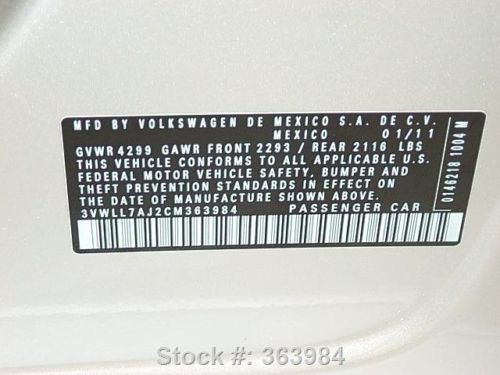 MFD BY VOLKSWAGEN DE MEXICO S.A. DE C.V.
MEXICO 01/11
GVWR 4299 GAWR FRONT 2293 / REAR 2116 LBS
THIS VEHICLE CONFORMS TO ALL APPLICABLE U.S.
FEDERAL MOTOR VEHICLE SAFETY, BUMPER AND
THEFT PREVENTION STANDARDS IN EFFECT ON
THE DATE OF MANUFACTURE SHOWN ABOVE.
3VWLL7AJ2CM363984 PASSENGER CAR
0146218 1004 M
Stock #: 363984